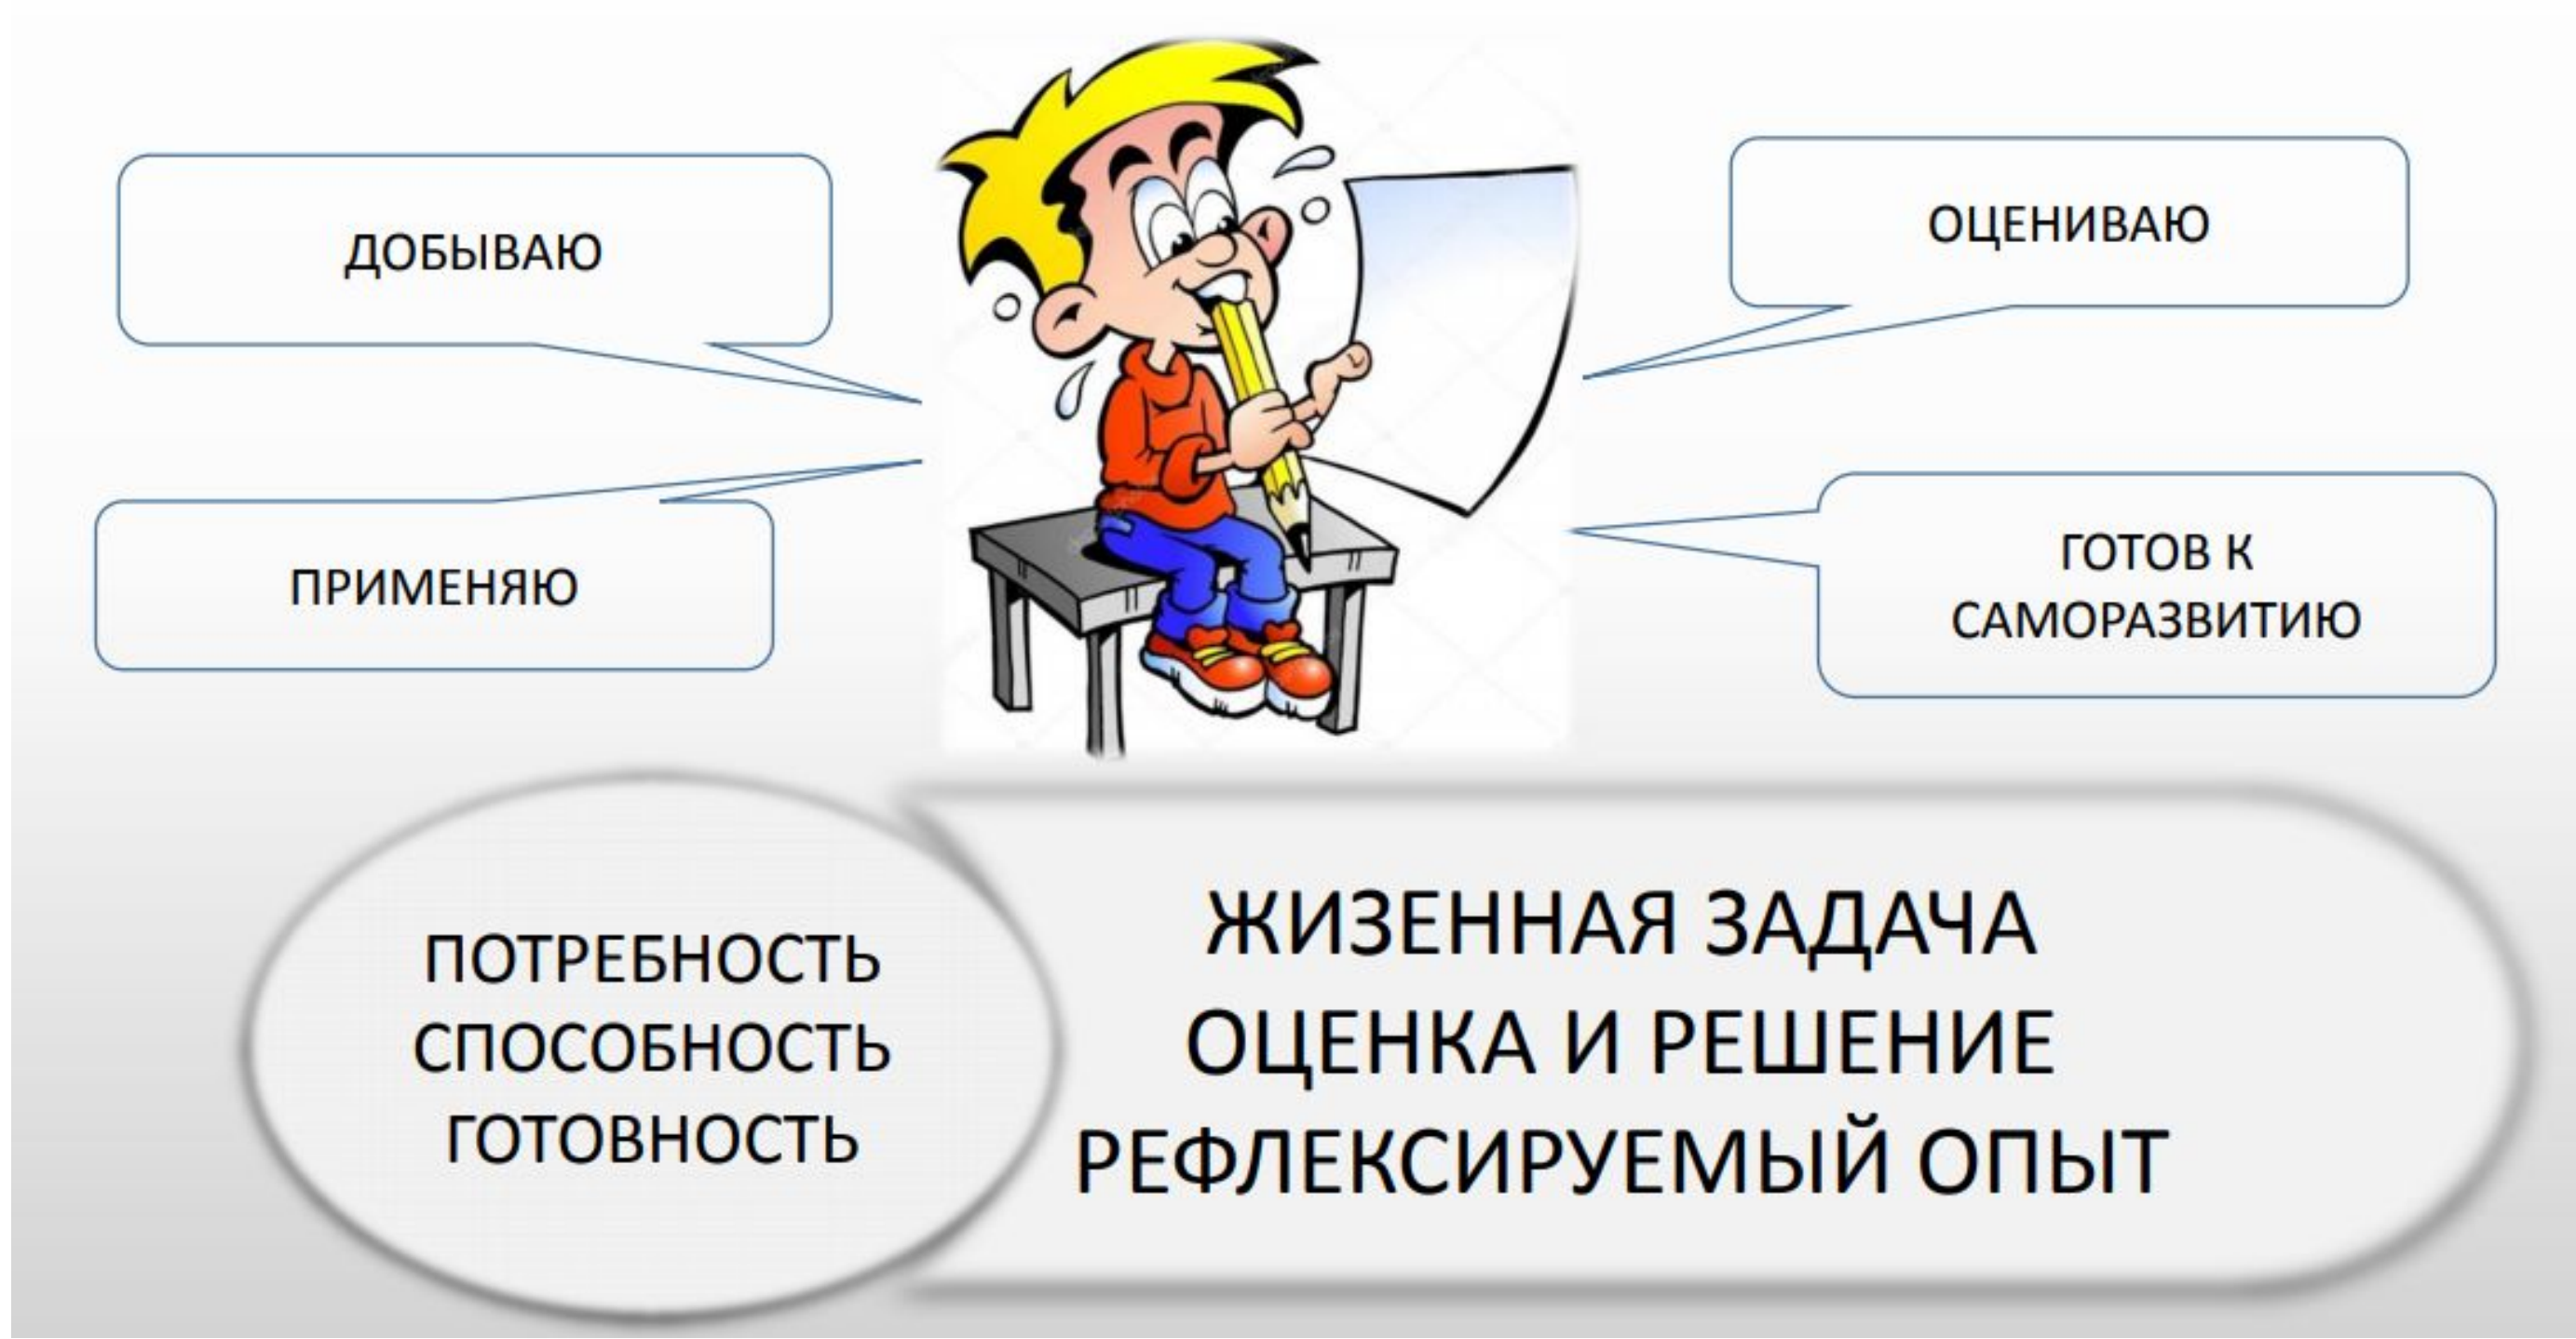 ДОБЫВАЮ
ОЦЕНИВАЮ
ПРИМЕНЯЮ
ГОТОВ К
САМОРАЗВИТИЮ
ПОТРЕБНОСТЬ
СПОСОБНОСТЬ
ГОТОВНОСТЬ
ЖИЗЕННАЯ ЗАДАЧА
ОЦЕНКА И РЕШЕНИЕ
РЕФЛЕКСИРУЕМЫЙ ОПЫТ